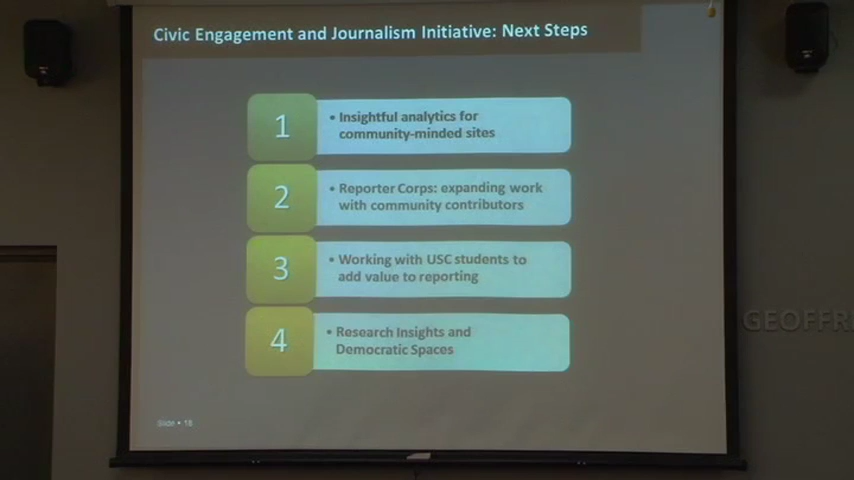 Civic Engagement and Journalism Initiative: Next Steps
1
• Insightful analytics for
community-minded sites
2
• Reporter Corps: expanding work
with community contributors
3
• Working with USC students to
add value to reporting
4
• Research Insights and
Democratic Spaces
Slide • 18
GEOFFR